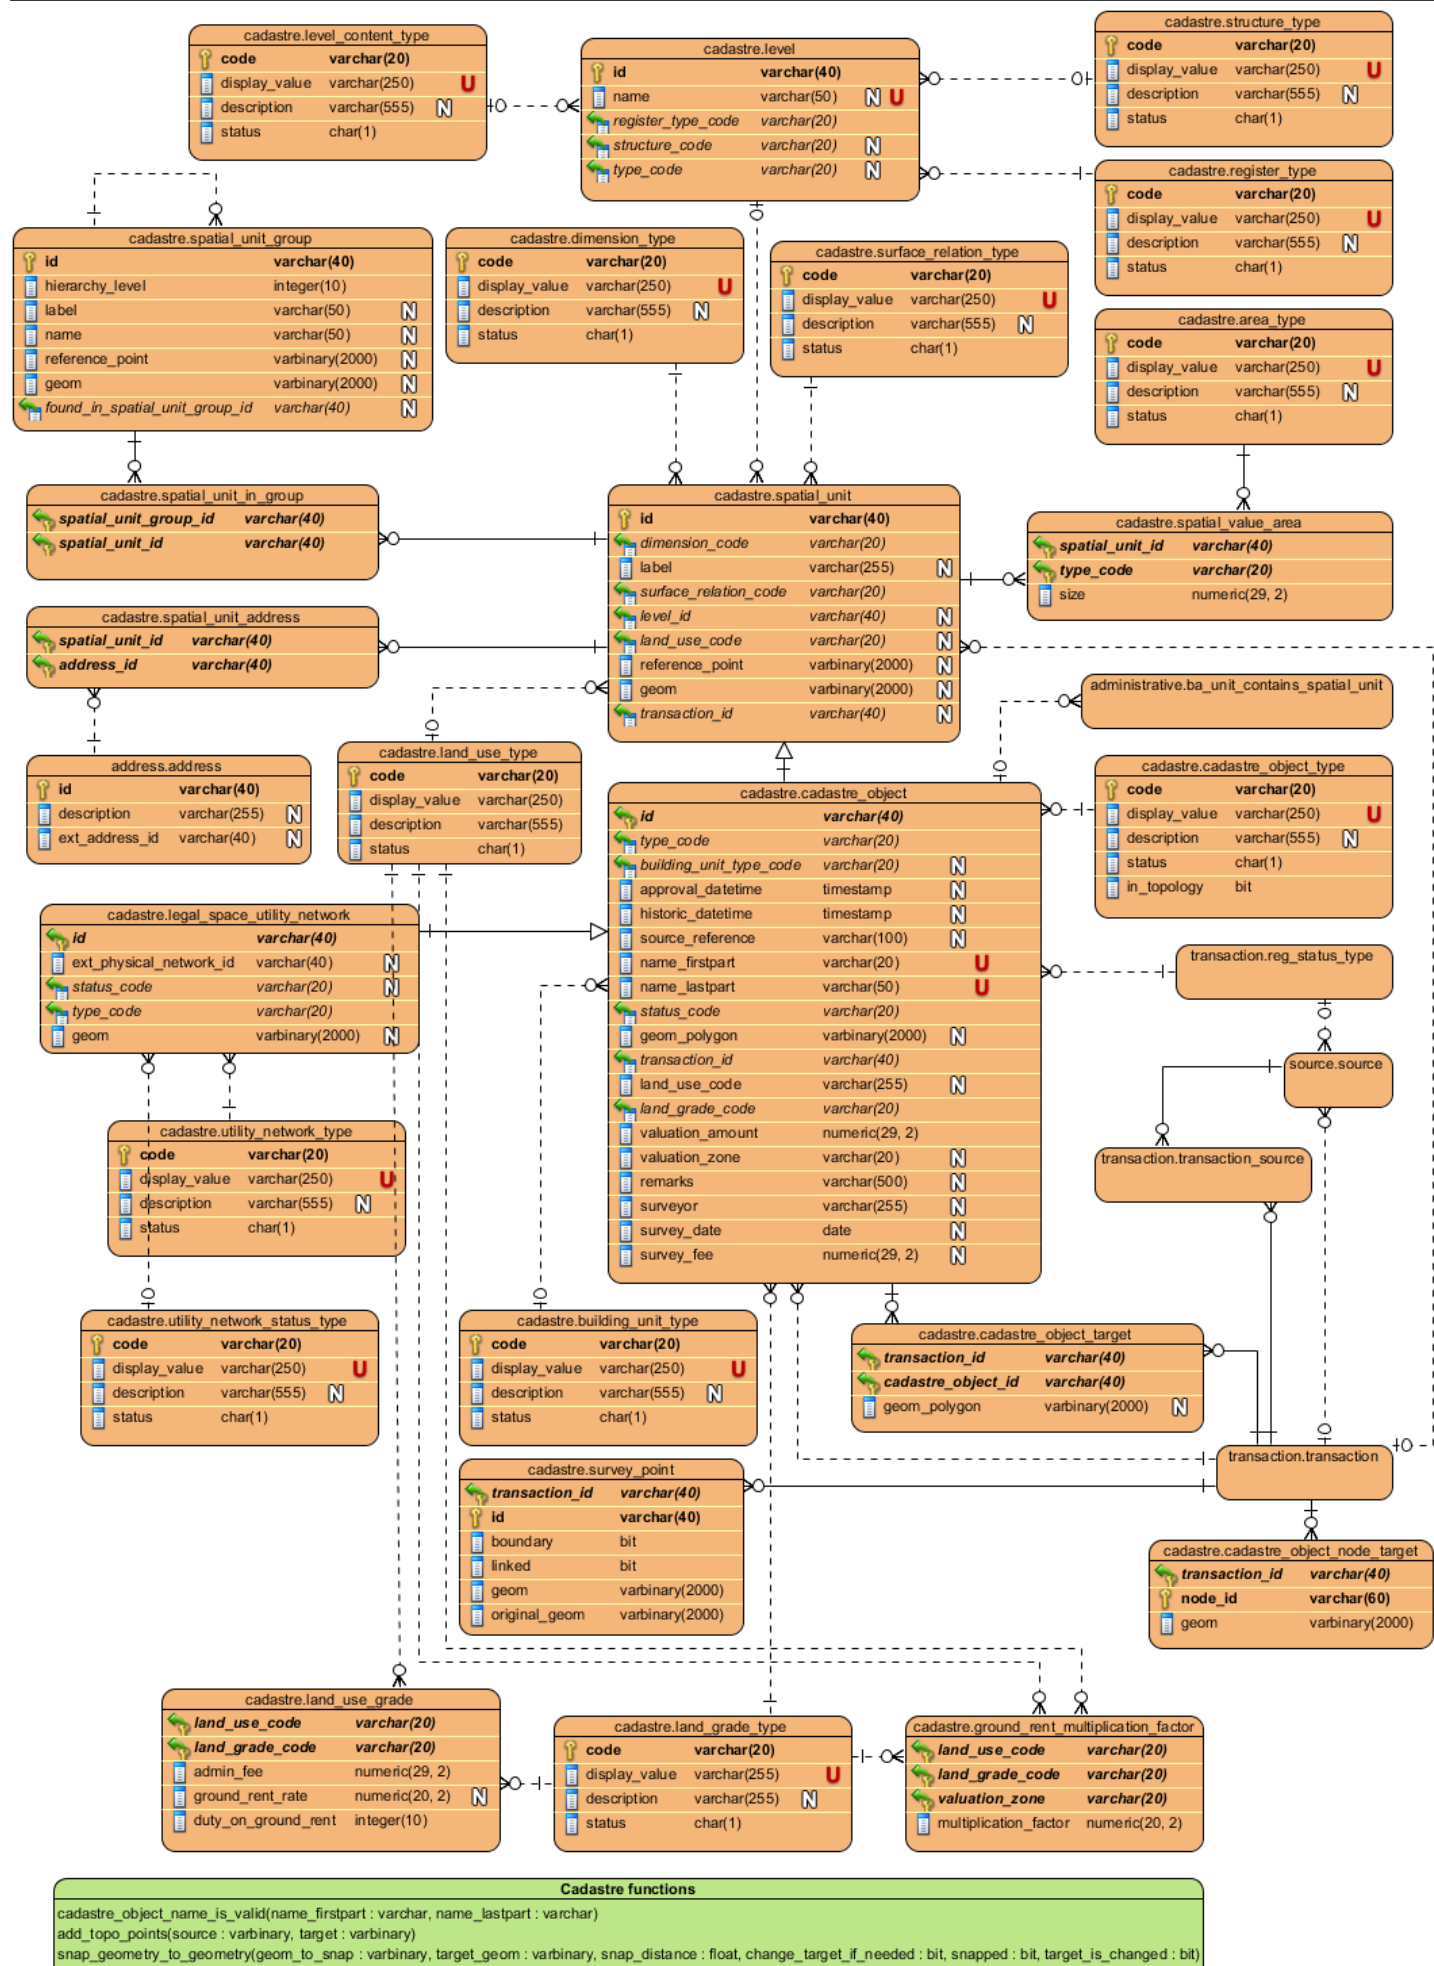 cadastre.level_content_type
code varchar(20)
display_value varchar(250) U
description varchar(555) N
status char(1)
cadastre.level
id varchar(40)
name varchar(50) N U
register_type_code varchar(20)
structure_code varchar(20) N
type_code varchar(20) N
cadastre.structure_type
code varchar(20)
display_value varchar(250) U
description varchar(555) N
status char(1)
cadastre.register_type
code varchar(20)
display_value varchar(250) U
description varchar(555) N
status char(1)
cadastre.spatial_unit_group
id varchar(40)
hierarchy_level integer(10)
label varchar(50) N
name varchar(50) N
reference_point varbinary(2000) N
geom varbinary(2000) N
found_in_spatial_unit_group_id varchar(40) N
cadastre.dimension_type
code varchar(20)
display_value varchar(250) U
description varchar(555) N
status char(1)
cadastre.surface_relation_type
code varchar(20)
display_value varchar(250) U
description varchar(555) N
status char(1)
cadastre.area_type
code varchar(20)
display_value varchar(250) U
description varchar(555) N
status char(1)
cadastre.spatial_unit_in_group
spatial_unit_group_id varchar(40)
spatial_unit_id varchar(40)
cadastre.spatial_unit
id varchar(40)
dimension_code varchar(20)
label varchar(255) N
surface_relation_code varchar(20)
level_id varchar(40) N
land_use_code varchar(20) N
reference_point varbinary(2000) N
geom varbinary(2000) N
transaction_id varchar(40) N
cadastre.spatial_value_area
spatial_unit_id varchar(40)
type_code varchar(20)
size numeric(29, 2)
cadastre.spatial_unit_address
spatial_unit_id varchar(40)
address_id varchar(40)
administrative.ba_unit_contains_spatial_unit
address.address
id varchar(40)
description varchar(255) N
ext_address_id varchar(40) N
cadastre.land_use_type
code varchar(20)
display_value varchar(250)
description varchar(555)
status char(1)
cadastre.cadastre_object
id varchar(40)
type_code varchar(20)
building_unit_type_code varchar(20) N
approval_datetime timestamp N
historic_datetime timestamp N
source_reference varchar(100) N
name_firstpart varchar(20) U
name_lastpart varchar(50) U
status_code varchar(20)
geom_polygon varbinary(2000) N
transaction_id varchar(40)
land_use_code varchar(255) N
land_grade_code varchar(20)
valuation_amount numeric(29, 2)
valuation_zone varchar(20) N
remarks varchar(500) N
surveyor varchar(255) N
survey_date date N
survey_fee numeric(29, 2) N
cadastre.cadastre_object_type
code varchar(20)
display_value varchar(250) U
description varchar(555) N
status char(1)
in_topology bit
cadastre.legal_space_utility_network
id varchar(40)
ext_physical_network_id varchar(40) N
status_code varchar(20) N
type_code varchar(20)
geom varbinary(2000) N
transaction.reg_status_type
source.source
transaction.transaction_source
cadastre.utility_network_type
code varchar(20)
display_value varchar(250) U
description varchar(555) N
status char(1)
cadastre.utility_network_status_type
code varchar(20)
display_value varchar(250) U
description varchar(555) N
status char(1)
cadastre.building_unit_type
code varchar(20)
display_value varchar(250) U
description varchar(555) N
status char(1)
cadastre.cadastre_object_target
transaction_id varchar(40)
cadastre_object_id varchar(40)
geom_polygon varbinary(2000) N
transaction.transaction
cadastre.survey_point
transaction_id varchar(40)
id varchar(40)
boundary bit
linked bit
geom varbinary(2000)
original_geom varbinary(2000)
cadastre.cadastre_object_node_target
transaction_id varchar(40)
node_id varchar(60)
geom varbinary(2000)
cadastre.land_use_grade
land_use_code varchar(20)
land_grade_code varchar(20)
admin_fee numeric(29, 2)
ground_rent_rate numeric(20, 2) N
duty_on_ground_rent integer(10)
cadastre.land_grade_type
code varchar(20)
display_value varchar(255) U
description varchar(255) N
status char(1)
cadastre.ground_rent_multiplication_factor
land_use_code varchar(20)
land_grade_code varchar(20)
valuation_zone varchar(20)
multiplication_factor numeric(20, 2)
Cadastre functions
cadastre_object_name_is_valid(name_firstpart : varchar, name_lastpart : varchar)
add_topo_points(source : varbinary, target : varbinary)
snap_geometry_to_geometry(geom_to_snap : varbinary, target_geom : varbinary, snap_distance : float, change_target_if_needed : bit, snapped : bit, target_is_changed : bit)